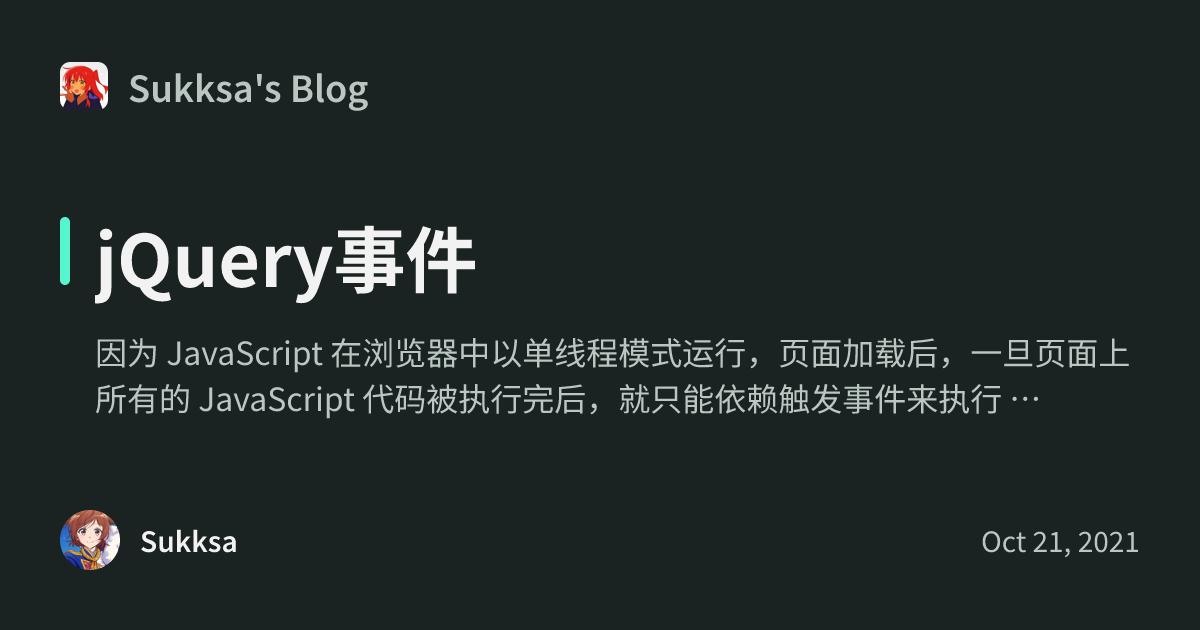 Sukksa's Blog
jQuery事件
因为 JavaScript 在浏览器中以单线程模式运行，页面加载后，一旦页面上
所有的 JavaScript 代码被执行完后，就只能依赖触发事件来执行 …
Sukksa
Oct 21, 2021